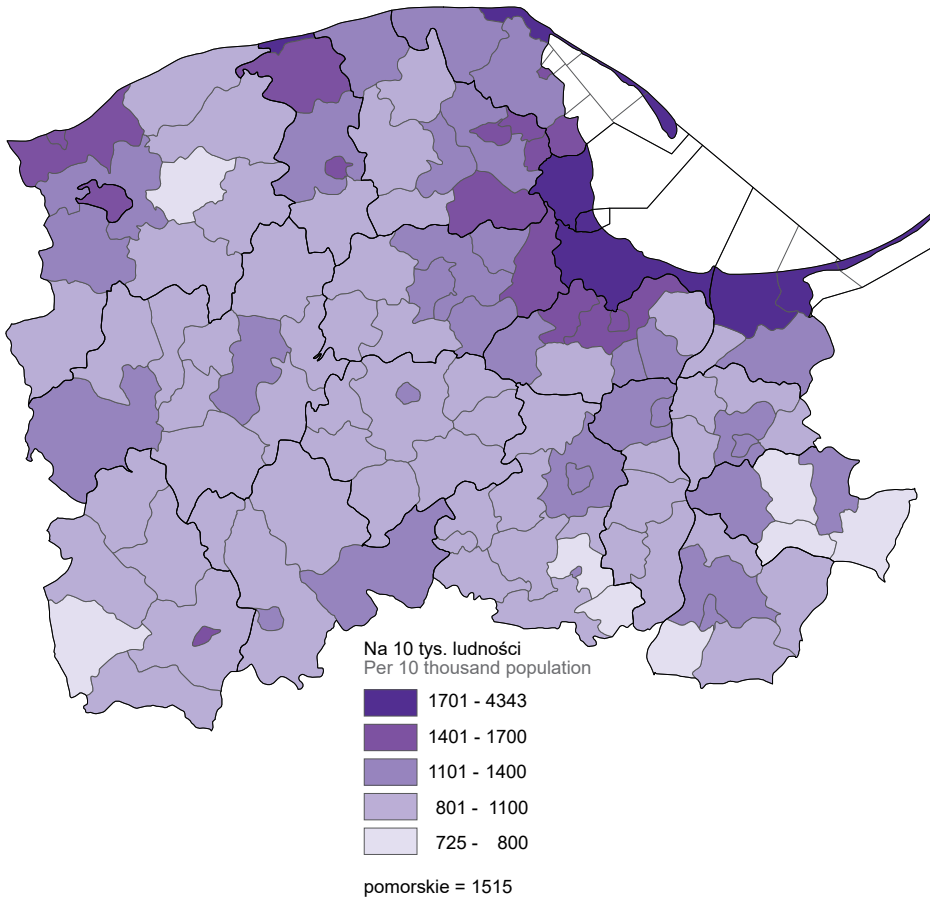 Na 10 tys. ludności
Per 10 thousand population
1701 - 4343
1401 - 1700
1101 - 1400
801 - 1100
725 - 800
pomorskie = 1515